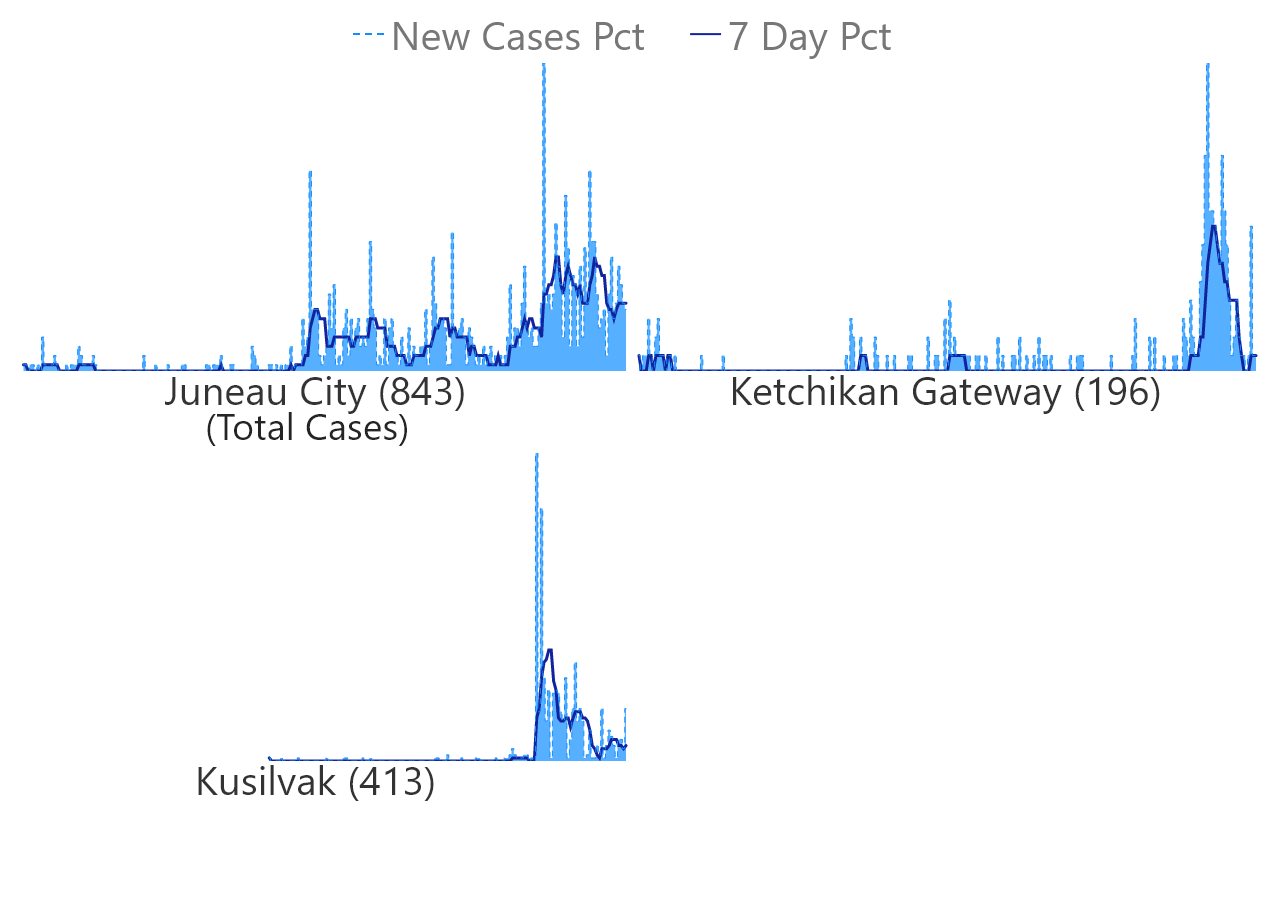 New Cases Pct 7 Day Pct
Juneau City (843)
(Total Cases)
Ketchikan Gateway (196)
Kusilvak (413)